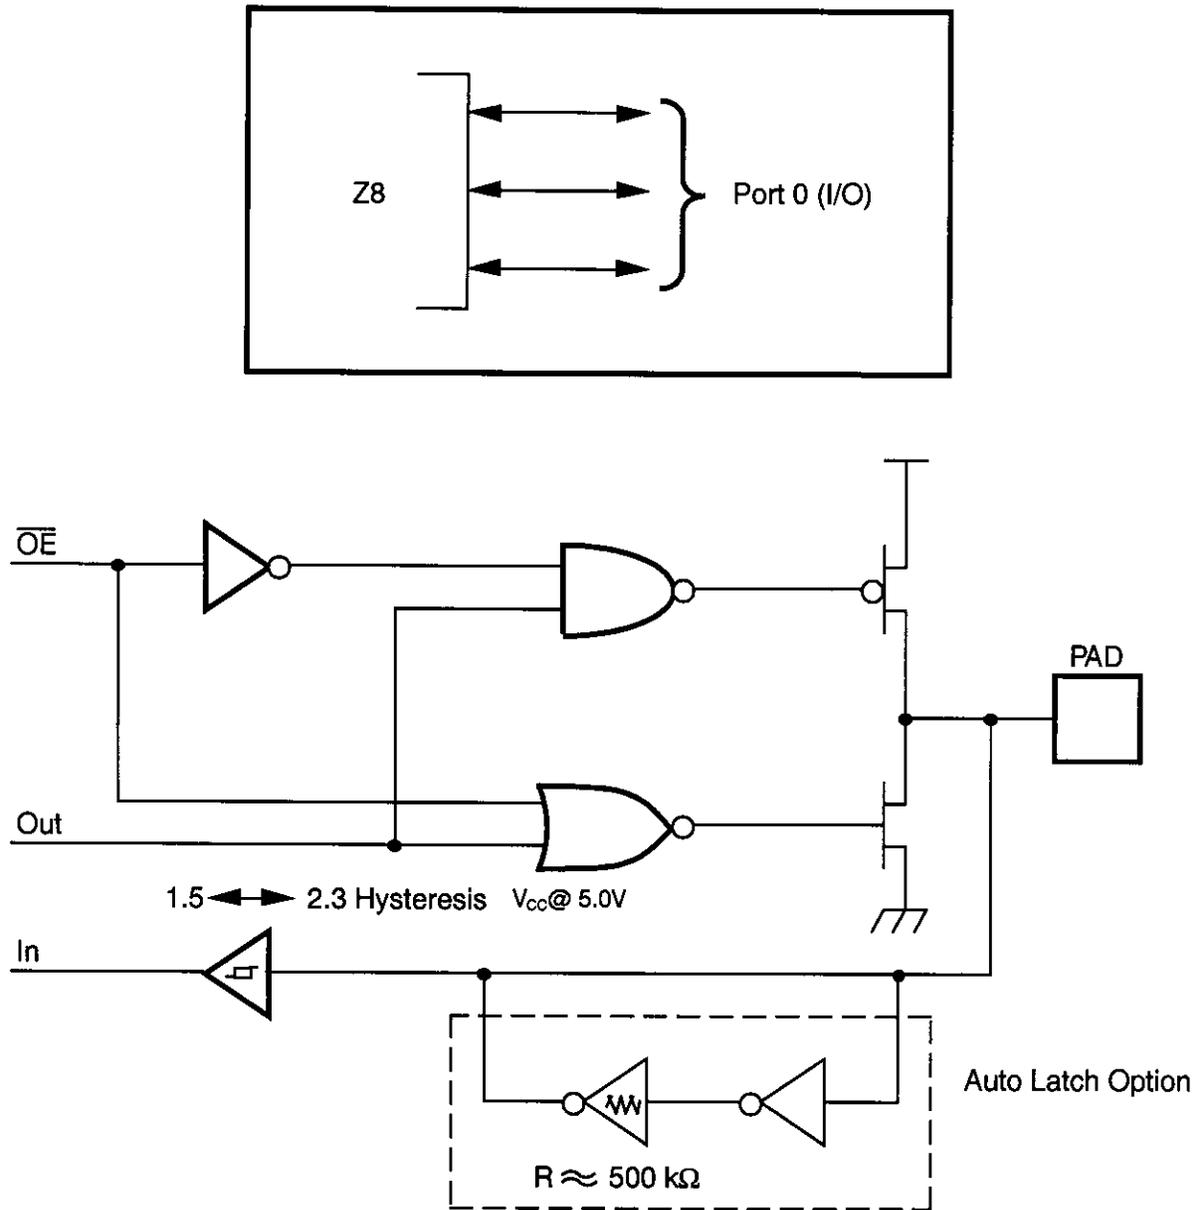 Z8
Port 0 (I/O)
OE
PAD
Out
1.5 2.3 Hysteresis VCC@ 5.0V
In
Auto Latch Option
R ≈ 500 kΩ